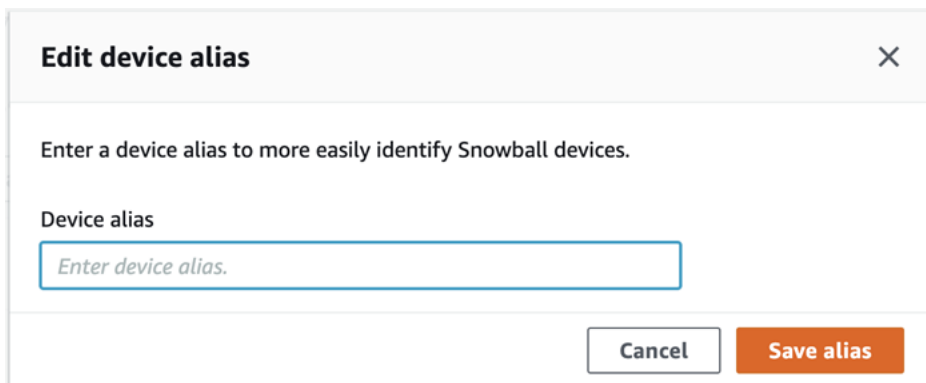 Edit device alias
Enter a device alias to more easily identify Snowball devices.
Device alias
Enter device alias.
Cancel
Save alias